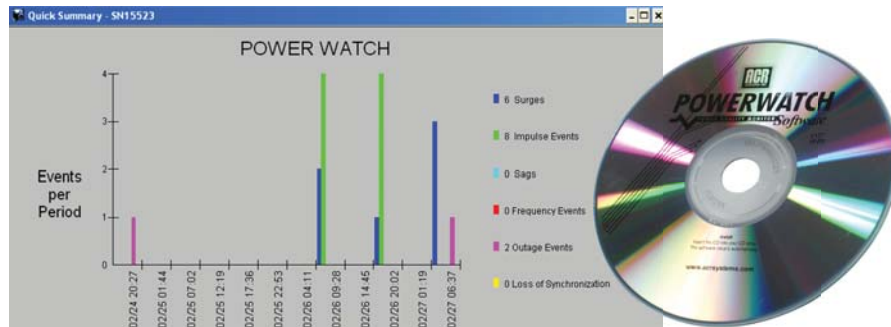 Quick Summary - SN15523
POWER WATCH
4
3
2
1
0
Events
per
Period
02/24 20:27
02/25 01:44
02/25 07:02
02/25 12:19
02/25 17:36
02/25 22:53
02/26 04:11
02/26 09:28
02/26 14:45
02/26 20:02
02/27 01:19
02/27 06:37
6 Surges
8 Impulse Events
0 Sags
0 Frequency Events
2 Outage Events
0 Loss of Synchronization
ACR
POWERWATCH
POWER QUALITY MONITOR
Software
www.acrsystems.com